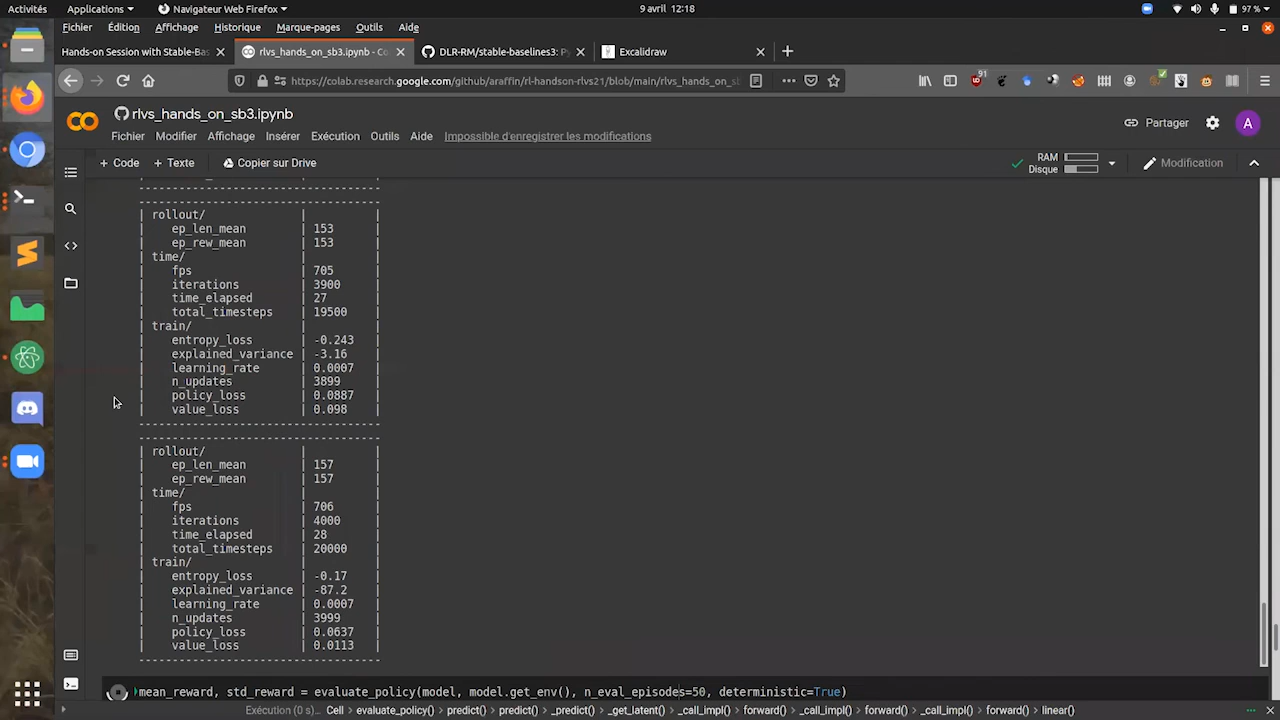 Activités Applications Navigateur Web Firefox 9 avril 12:18 97 %
Fichier Édition Affichage Historique Marque-pages Outils Aide
Hands-on Session with Stable-Bas rlvs_hands_on_sb3.ipynb - Co DLR-RM/stable-baselines3: Py Excalidraw
https://colab.research.google.com/github/araffin/rl-handson-rlvs21/blob/main/rlvs_hands_on_sb 91
rlvs_hands_on_sb3.ipynb
Partager A
Fichier Modifier Affichage Insérer Exécution Outils Aide Impossible d'enregistrer les modifications
+ Code + Texte Copier sur Drive RAM Disque Modification
----------------------------------
----------------------------------
| rollout/ | |
| ep_len_mean | 153 |
| ep_rew_mean | 153 |
| time/ | |
| fps | 705 |
| iterations | 3900 |
| time_elapsed | 27 |
| total_timesteps | 19500 |
| train/ | |
| entropy_loss | -0.243 |
| explained_variance | -3.16 |
| learning_rate | 0.0007 |
| n_updates | 3899 |
| policy_loss | 0.0887 |
| value_loss | 0.098 |
----------------------------------
----------------------------------
| rollout/ | |
| ep_len_mean | 157 |
| ep_rew_mean | 157 |
| time/ | |
| fps | 706 |
| iterations | 4000 |
| time_elapsed | 28 |
| total_timesteps | 20000 |
| train/ | |
| entropy_loss | -0.17 |
| explained_variance | -87.2 |
| learning_rate | 0.0007 |
| n_updates | 3999 |
| policy_loss | 0.0637 |
| value_loss | 0.0113 |
----------------------------------
mean_reward, std_reward = evaluate_policy(model, model.get_env(), n_eval_episodes=50, deterministic=True)
Exécution (0 s) Cell > evaluate_policy() > predict() > predict() > _predict() > _get_latent() > _call_impl() > forward() > _call_impl() > forward() > _call_impl() > forward() > linear()